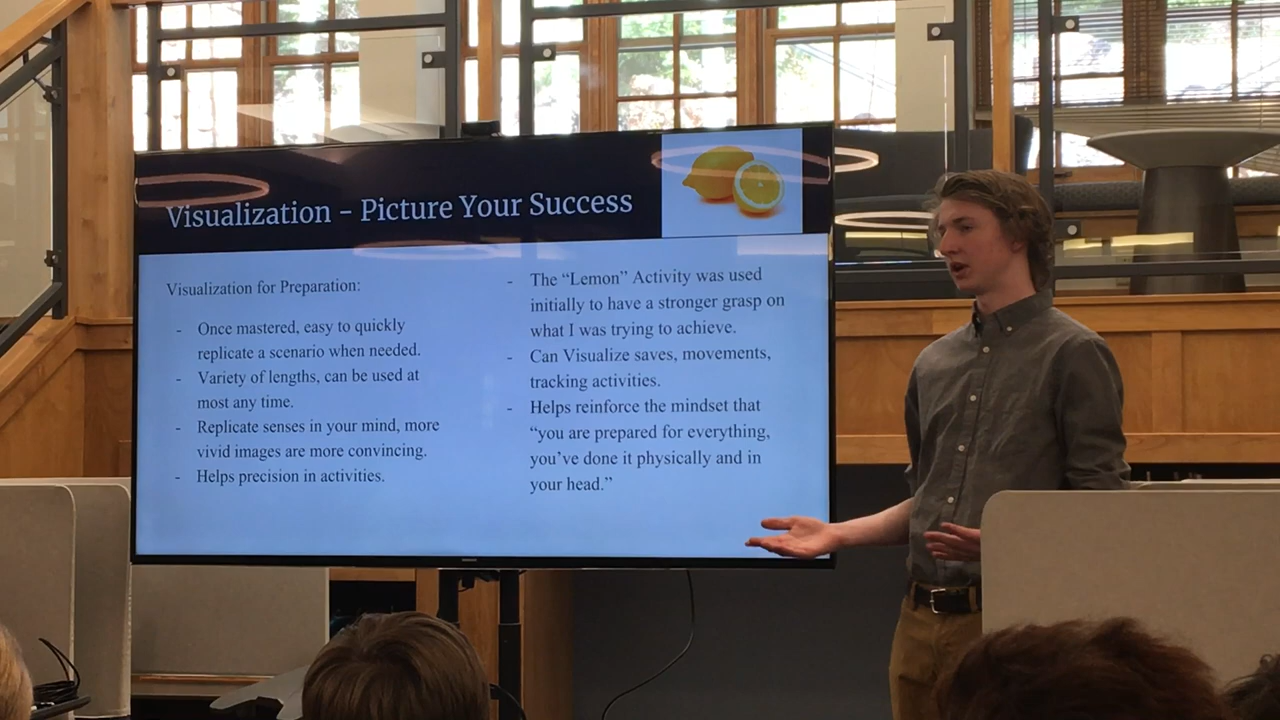 Visualization - Picture Your Success
Visualization for Preparation:
- Once mastered, easy to quickly
replicate a scenario when needed.
- Variety of lengths, can be used at
most any time.
- Replicate senses in your mind, more
vivid images are more convincing.
- Helps precision in activities.
- The “Lemon” Activity was used
initially to have a stronger grasp on
what I was trying to achieve.
- Can Visualize saves, movements,
tracking activities.
- Helps reinforce the mindset that
“you are prepared for everything,
you’ve done it physically and in
your head.”